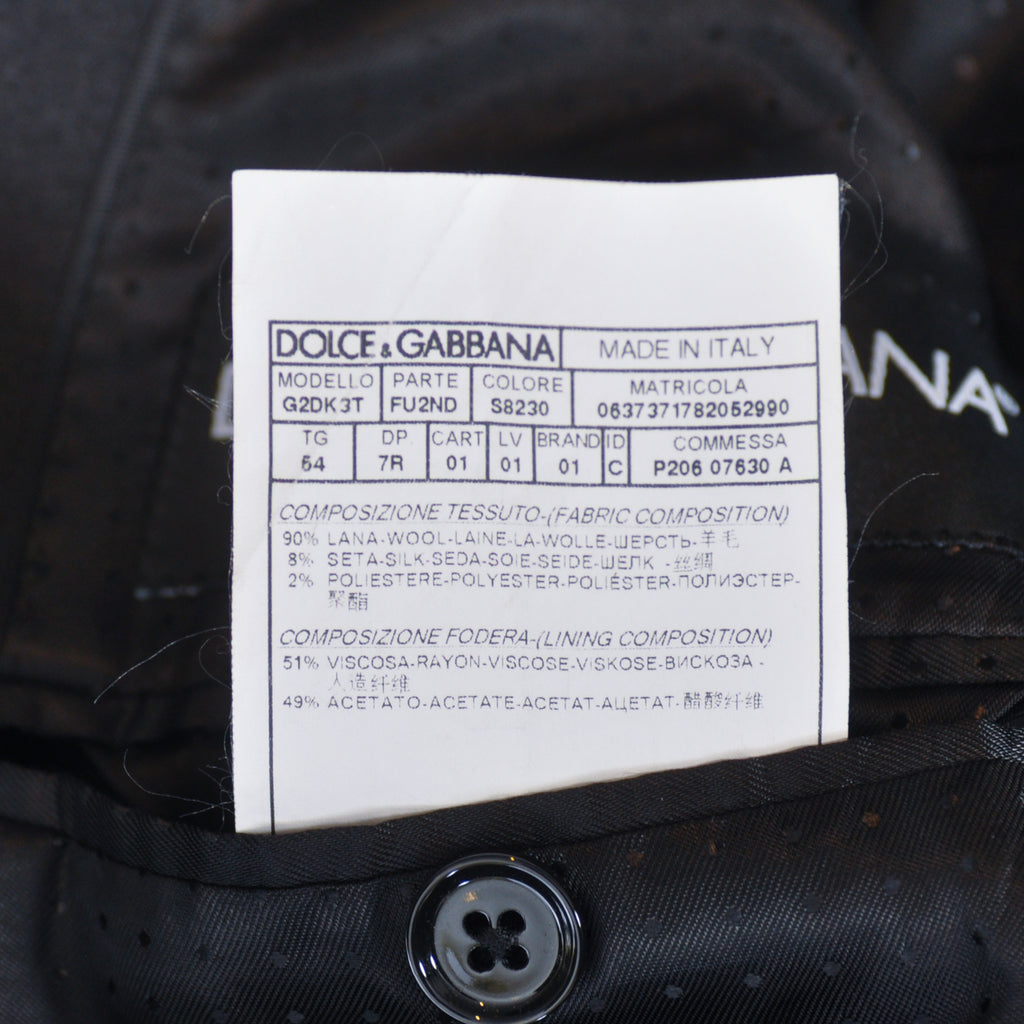 DOLCE & GABBANA MADE IN ITALY
MODELLO PARTE COLORE MATRICOLA
G2DK3T FU2ND S8230 0637371782052990
TG DP. CART LV BRAND ID COMMESSA
54 7R 01 01 01 C P206 07630 A
COMPOSIZIONE TESSUTO-(FABRIC COMPOSITION)
90% LANA-WOOL-LAINE-LA-WOLLE-ШЕРСТЬ-羊毛
8% SETA-SILK-SEDA-SOIE-SEIDE-ШЕЛК -丝绸
2% POLIESTERE-POLYESTER-POLIÉSTER-ПОЛИЭСТЕР-
聚酯
COMPOSIZIONE FODERA-(LINING COMPOSITION)
51% VISCOSA-RAYON-VISCOSE-VISKOSE-ВИСКОЗА -
人造纤维
49% ACETATO-ACETATE-ACETAT-АЦЕТАТ-醋酸纤维